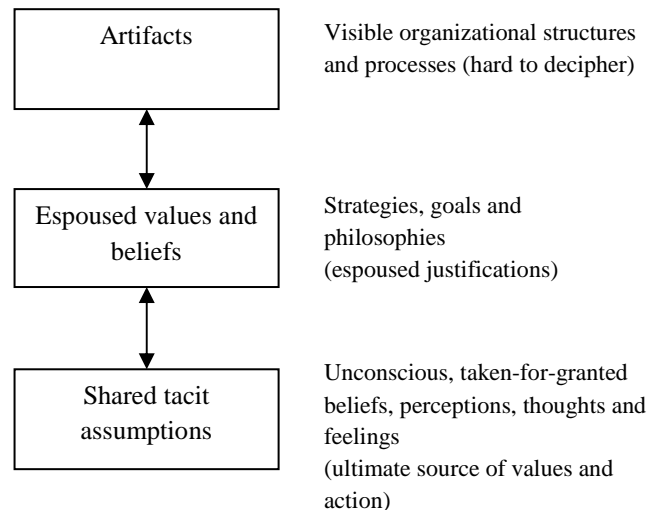 Artifacts
Visible organizational structures
and processes (hard to decipher)
Espoused values and
beliefs
Strategies, goals and
philosophies
(espoused justifications)
Shared tacit
assumptions
Unconscious, taken-for-granted
beliefs, perceptions, thoughts and
feelings
(ultimate source of values and
action)